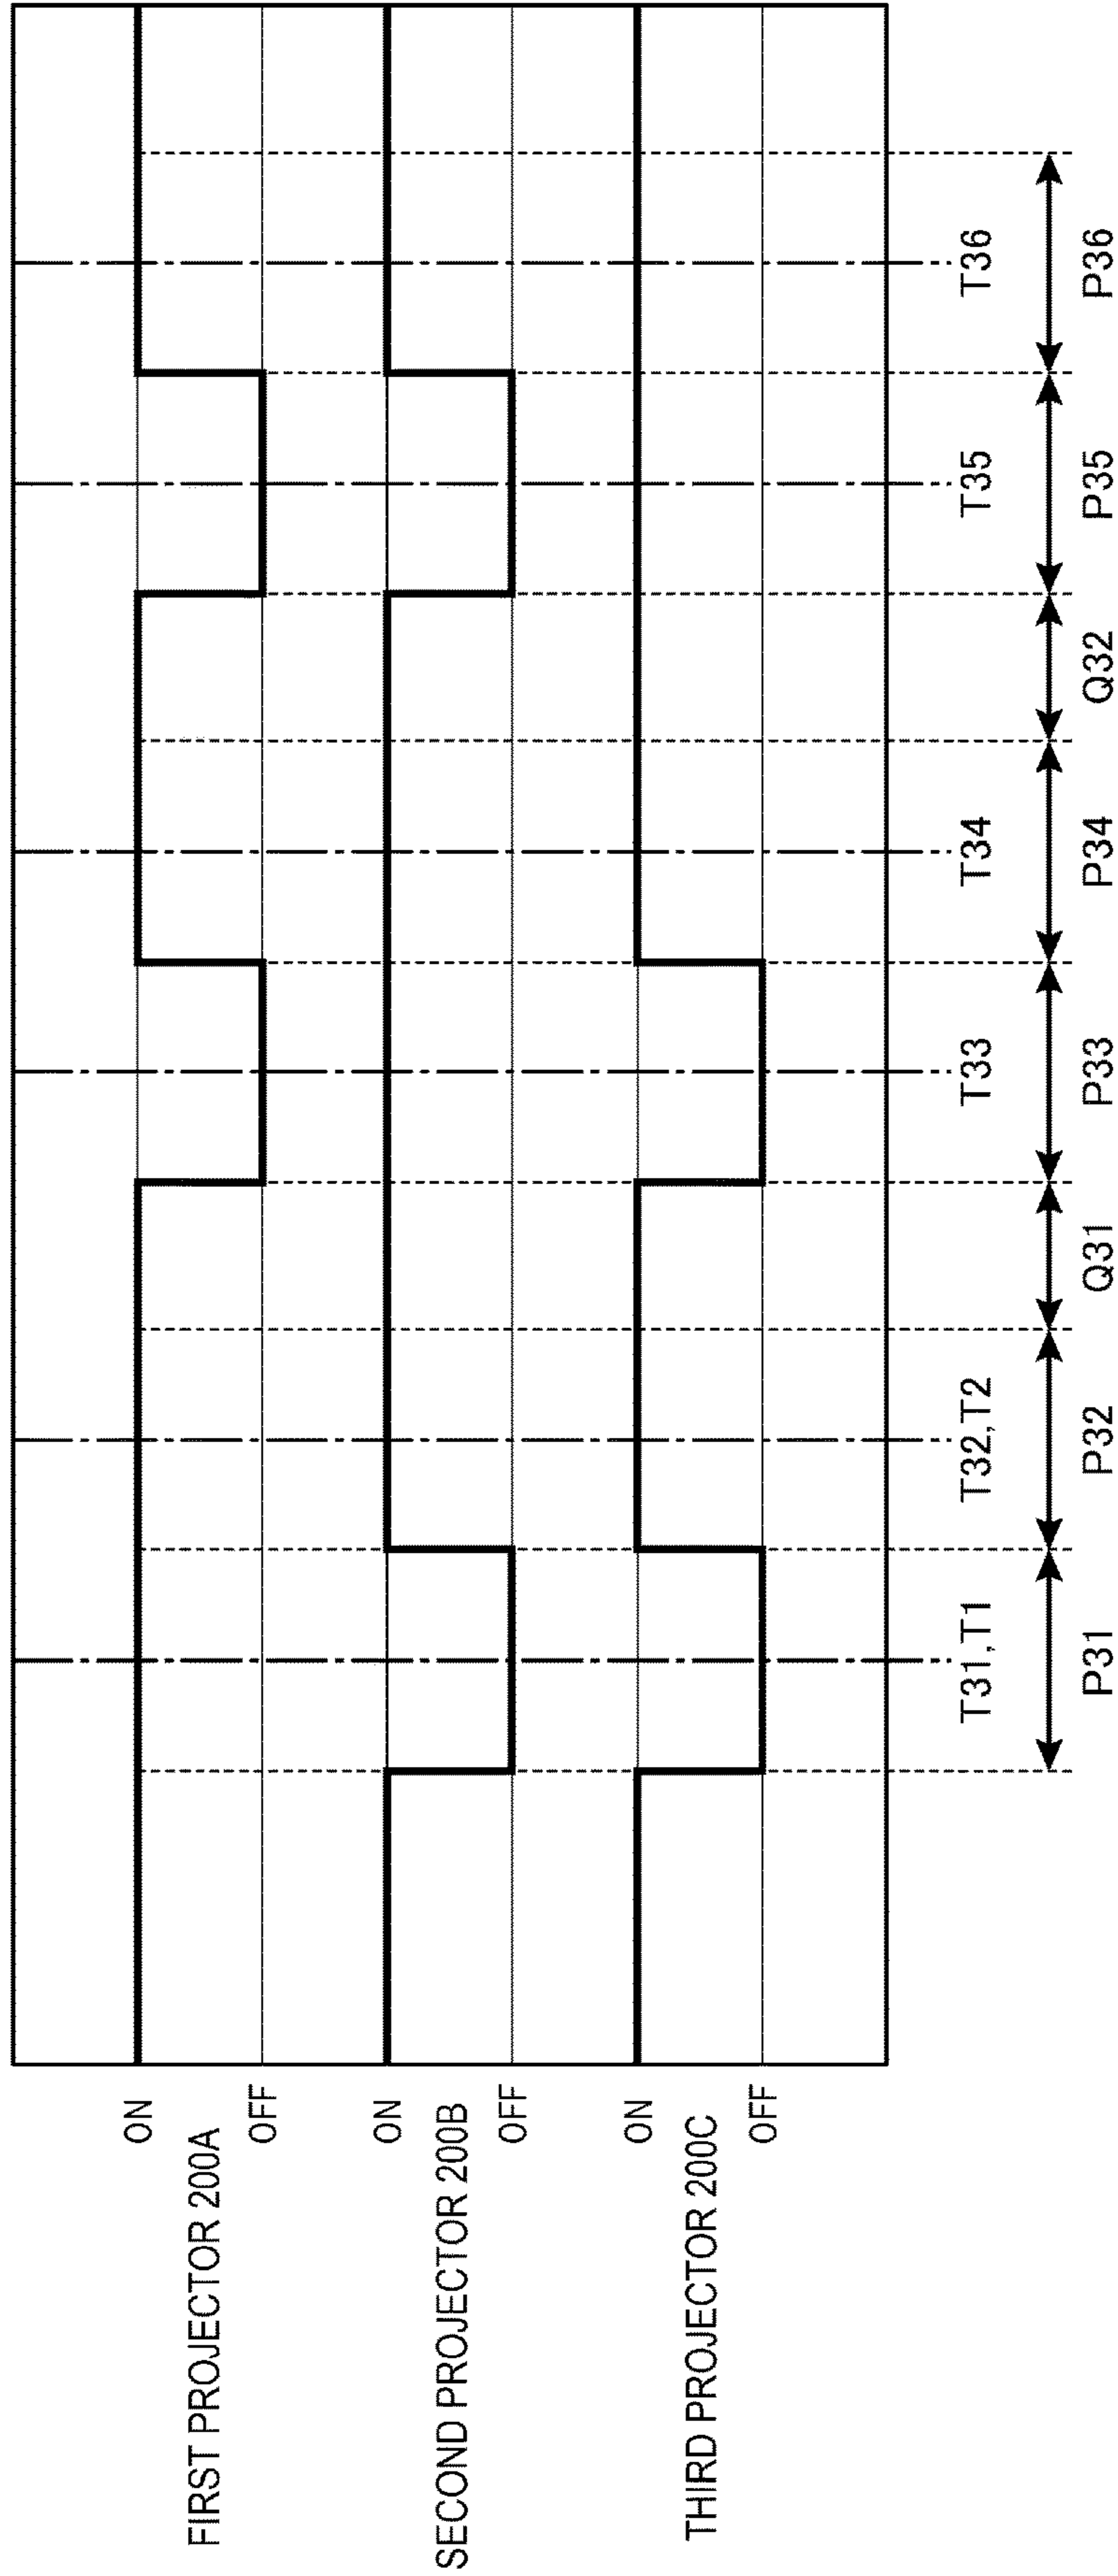 ON
FIRST PROJECTOR 200A
OFF
ON
SECOND PROJECTOR 200B
OFF
ON
THIRD PROJECTOR 200C
OFF
T31,T1 T32,T2 T33 T34 T35 T36
P31 P32 Q31 P33 P34 Q32 P35 P36